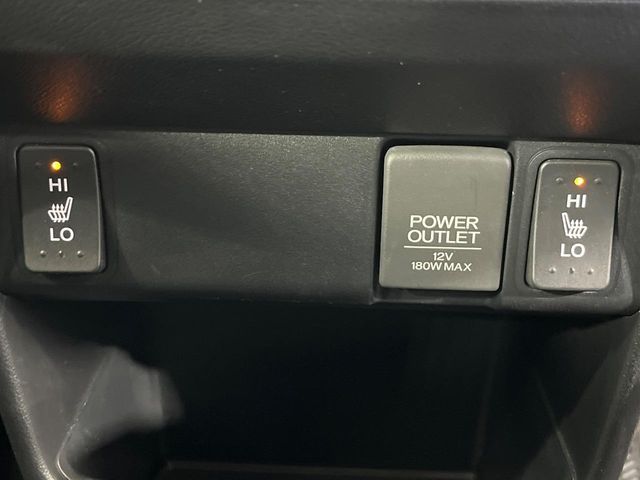 HI
LO
POWER
OUTLET
12V
180W MAX
HI
LO